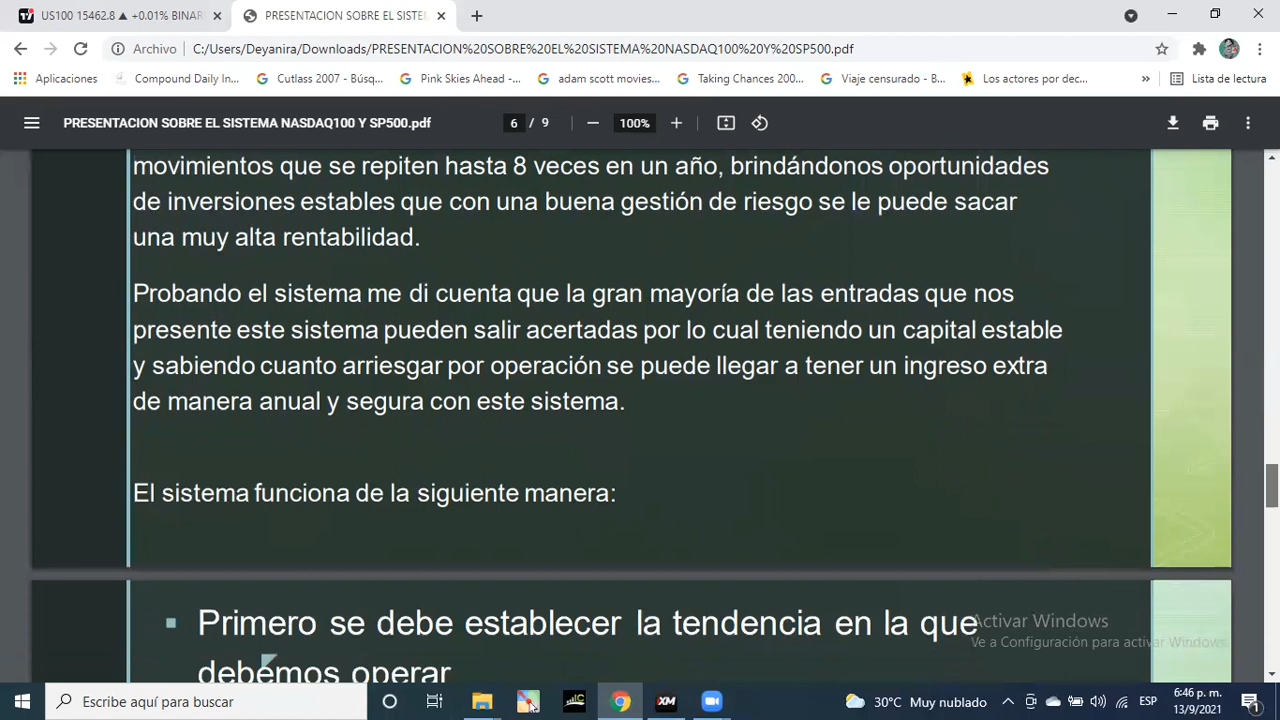 US100 15462.8 ▲ +0.01% BINAR
PRESENTACION SOBRE EL SISTEM
Archivo
C:/Users/Deyanira/Downloads/PRESENTACION%20SOBRE%20EL%20SISTEMA%20NASDAQ100%20Y%20SP500.pdf
Aplicaciones
Compound Daily In...
Cutlass 2007 - Búsq...
Pink Skies Ahead -...
adam scott movies...
Taking Chances 200...
Viaje censurado - B...
Los actores por dec...
»
Lista de lectura
PRESENTACION SOBRE EL SISTEMA NASDAQ100 Y SP500.pdf
6 / 9
100%
movimientos que se repiten hasta 8 veces en un año, brindándonos oportunidades
de inversiones estables que con una buena gestión de riesgo se le puede sacar
una muy alta rentabilidad.
Probando el sistema me di cuenta que la gran mayoría de las entradas que nos
presente este sistema pueden salir acertadas por lo cual teniendo un capital estable
y sabiendo cuanto arriesgar por operación se puede llegar a tener un ingreso extra
de manera anual y segura con este sistema.
El sistema funciona de la siguiente manera:
Primero se debe establecer la tendencia en la que
debemos operar
Activar Windows
Ve a Configuración para activar Windows.
Escribe aquí para buscar
XM
30°C Muy nublado
ESP
6:46 p. m.
13/9/2021
1